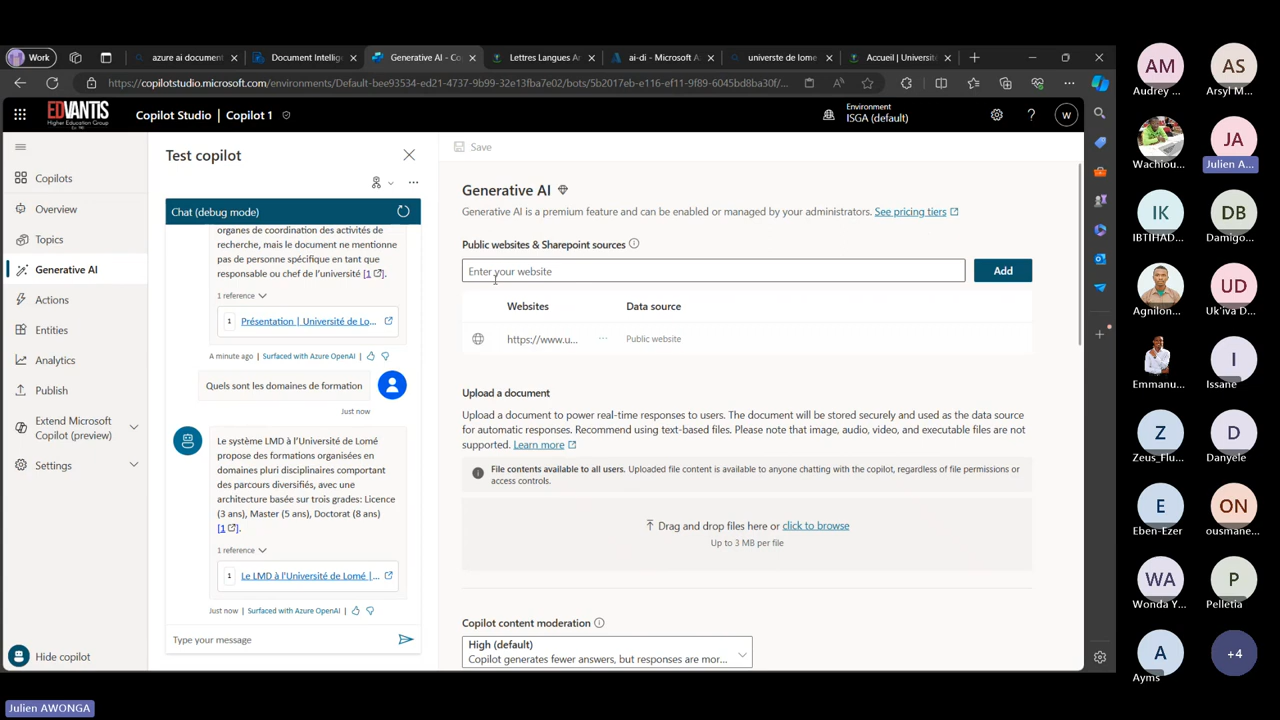 Work
azure ai document
Document Intellig
Generative AI - Co
Lettres Langues Ar
ai-di - Microsoft A
universte de lome
Accueil | Universite
https://copilotstudio.microsoft.com/environments/Default-bee93534-ed21-4737-9b99-32e13fba7e02/bots/5b2017eb-e116-ef11-9f89-6045bd8ba30f/...
EDVANTIS
Higher Education Group
Copilot Studio
Copilot 1
Environment
ISGA (default)
W
Copilots
Overview
Topics
Generative AI
Actions
Entities
Analytics
Publish
Extend Microsoft
Copilot (preview)
Settings
Hide copilot
Test copilot
Chat (debug mode)
organes de coordination des activités de
recherche, mais le document ne mentionne
pas de personne spécifique en tant que
responsable ou chef de l'université [1].
1 reference
1 Présentation | Université de Lo...
A minute ago | Surfaced with Azure OpenAI
Quels sont les domaines de formation
Just now
Le système LMD à l'Université de Lomé
propose des formations organisées en
domaines pluri disciplinaires comportant
des parcours diversifiés, avec une
architecture basée sur trois grades: Licence
(3 ans), Master (5 ans), Doctorat (8 ans)
[1].
1 reference
1 Le LMD à l'Université de Lomé |...
Just now | Surfaced with Azure OpenAI
Type your message
Save
Generative AI
Generative AI is a premium feature and can be enabled or managed by your administrators. See pricing tiers
Public websites & Sharepoint sources
Enter your website
Add
Websites
Data source
https://www.u...
Public website
Upload a document
Upload a document to power real-time responses to users. The document will be stored securely and used as the data source
for automatic responses. Recommend using text-based files. Please note that image, audio, video, and executable files are not
supported. Learn more
File contents available to all users. Uploaded file content is available to anyone chatting with the copilot, regardless of file permissions or
access controls.
Drag and drop files here or click to browse
Up to 3 MB per file
Copilot content moderation
High (default)
Copilot generates fewer answers, but responses are mor...
AM
Audrey ...
AS
Arsyl M...
Wachiou...
JA
Julien A...
IK
IBTIHAD...
DB
Damigo...
Agnilon...
UD
Uk'iva D...
Emmanu...
I
Issane
Z
Zeus_Flu...
D
Danyele
E
Eben-Ezer
ON
ousmane...
WA
Wonda Y...
P
Pelletia
A
Ayms
+4
Julien AWONGA